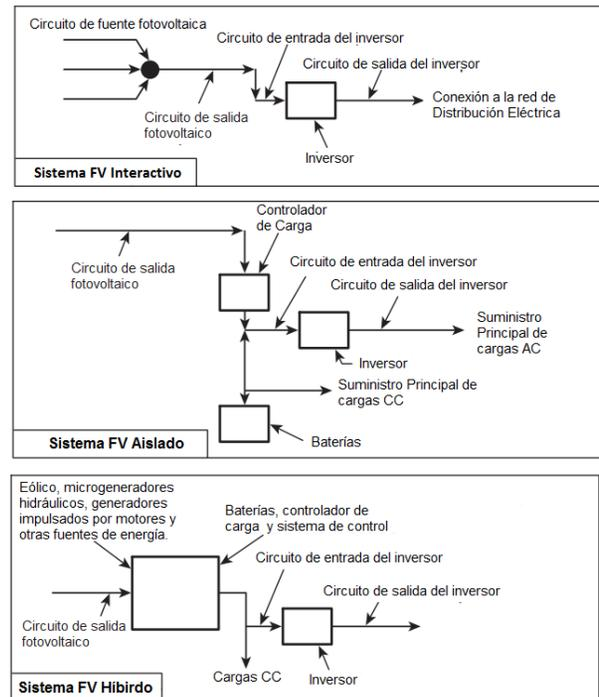 Circuito de fuente fotovoltaica
Circuito de entrada del inversor
Circuito de salida del inversor
Conexión a la red de
Distribución Eléctrica
Circuito de salida
fotovoltaico
Inversor
Sistema FV Interactivo
Controlador
de Carga
Circuito de salida
fotovoltaico
Circuito de entrada del inversor
Circuito de salida del inversor
Suministro
Principal de
cargas AC
Inversor
Suministro Principal de
cargas CC
Baterías
Sistema FV Aislado
Eólico, microgeneradores
hidráulicos, generadores
impulsados por motores y
otras fuentes de energía.
Baterías, controlador de
carga y sistema de control
Circuito de entrada del inversor
Circuito de salida del inversor
Circuito de salida
fotovoltaico
Cargas CC
Inversor
Sistema FV Híbirdo